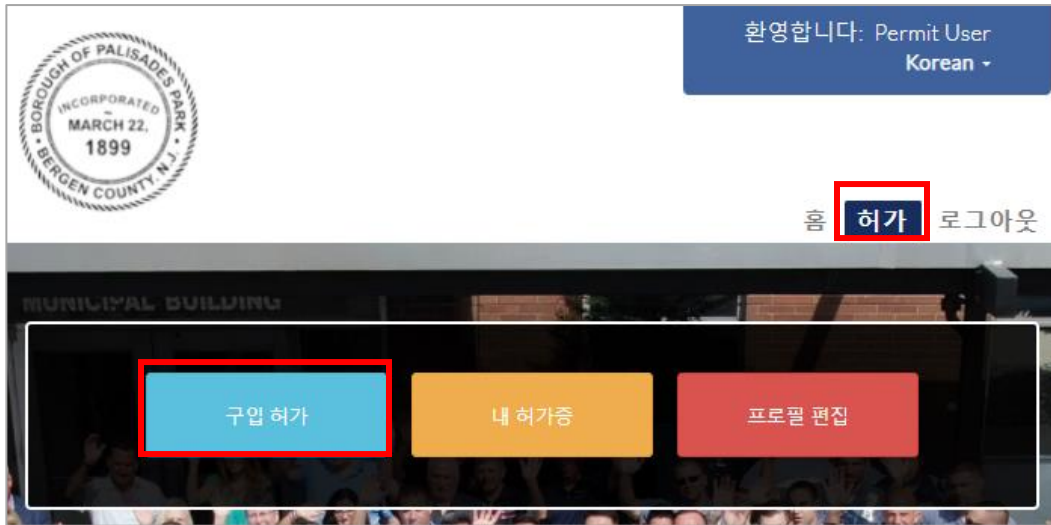 BOROUGH OF PALISADES PARK • BERGEN COUNTY, N.J. •
INCORPORATED
~
MARCH 22,
1899
환영합니다: Permit User
Korean
홈 허가 로그아웃
MUNICIPAL BUILDING
구입 허가 내 허가증 프로필 편집